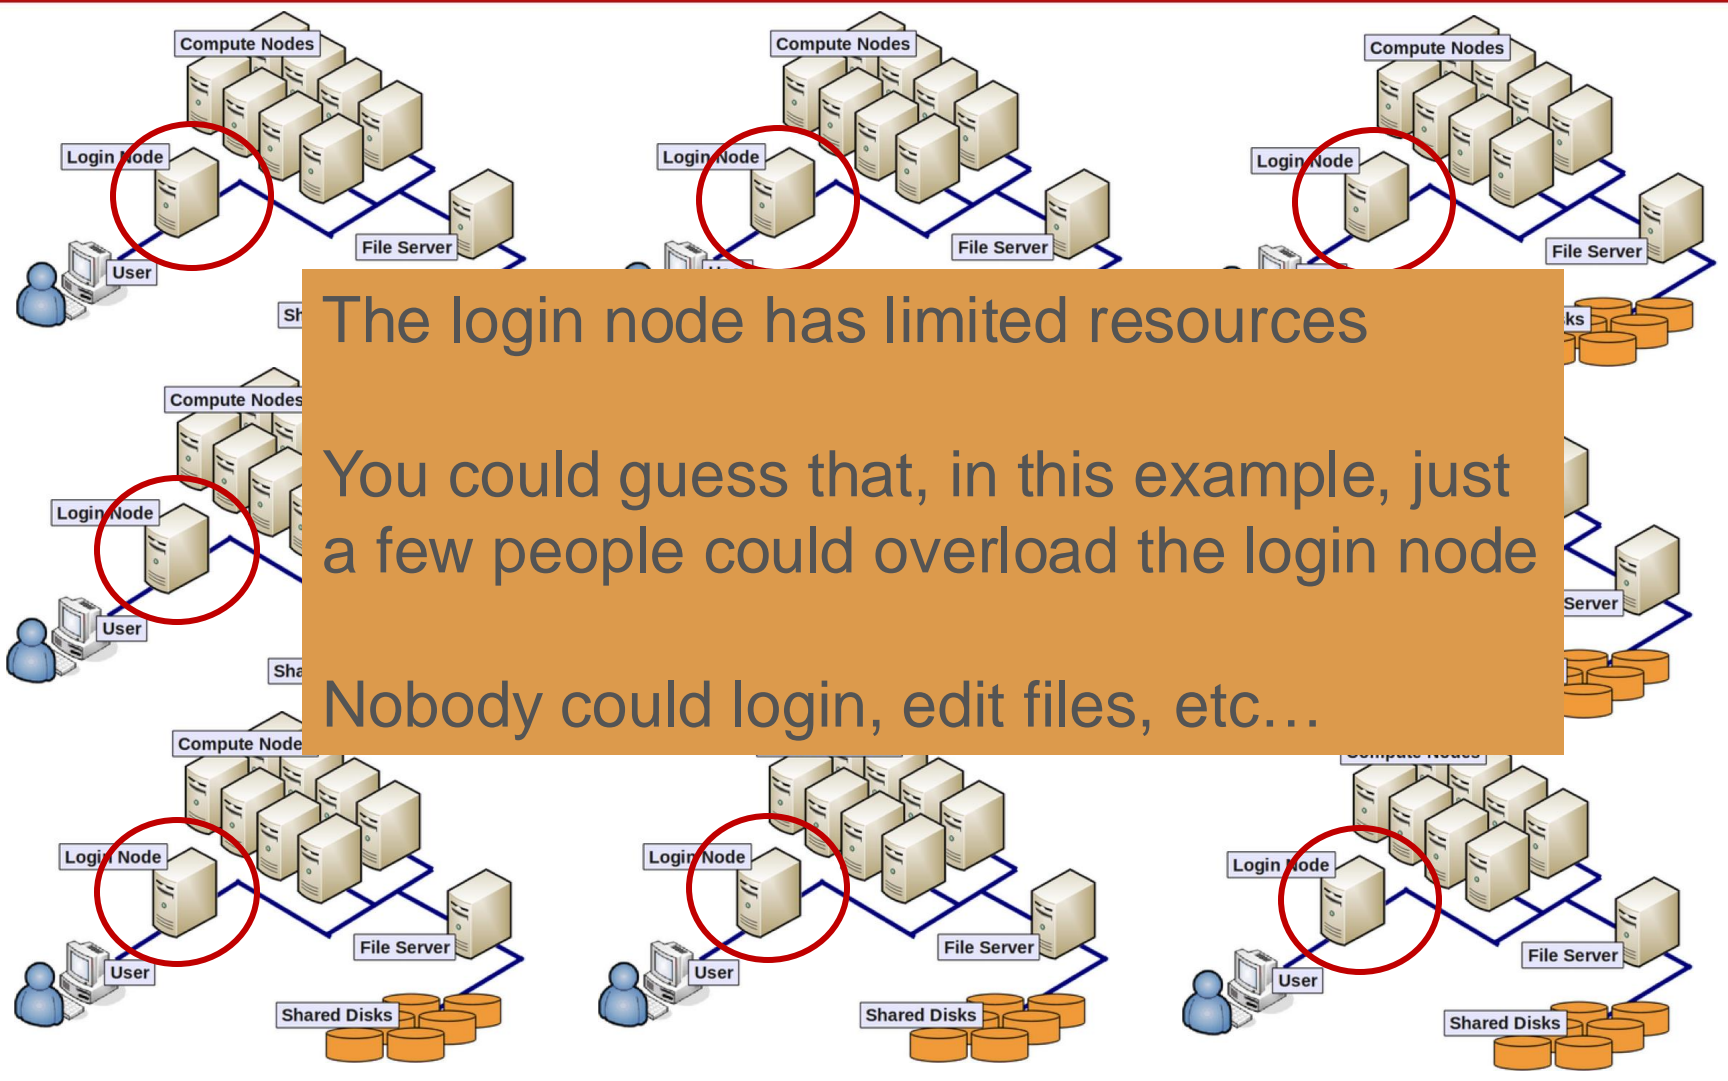 Compute Nodes
Compute Nodes
Compute Nodes
Login Node
Login Node
Login Node
File Server
File Server
File Server
User
The login node has limited resources
You could guess that, in this example, just
a few people could overload the login node
Nobody could login, edit files, etc…
Compute Nodes
Login Node
User
Server
Compute Node
Login Node
Login Node
Login Node
File Server
File Server
File Server
User
User
User
Shared Disks
Shared Disks
Shared Disks